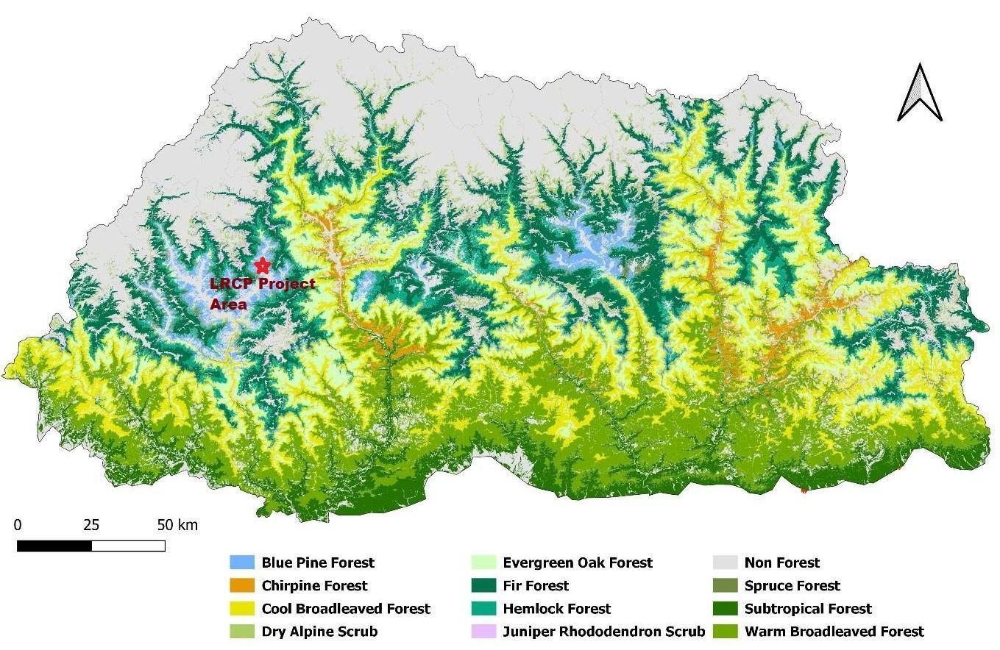 LRCP Project
Area
0 25 50 km
Blue Pine Forest
Chirpine Forest
Cool Broadleaved Forest
Dry Alpine Scrub
Evergreen Oak Forest
Fir Forest
Hemlock Forest
Juniper Rhododendron Scrub
Non Forest
Spruce Forest
Subtropical Forest
Warm Broadleaved Forest